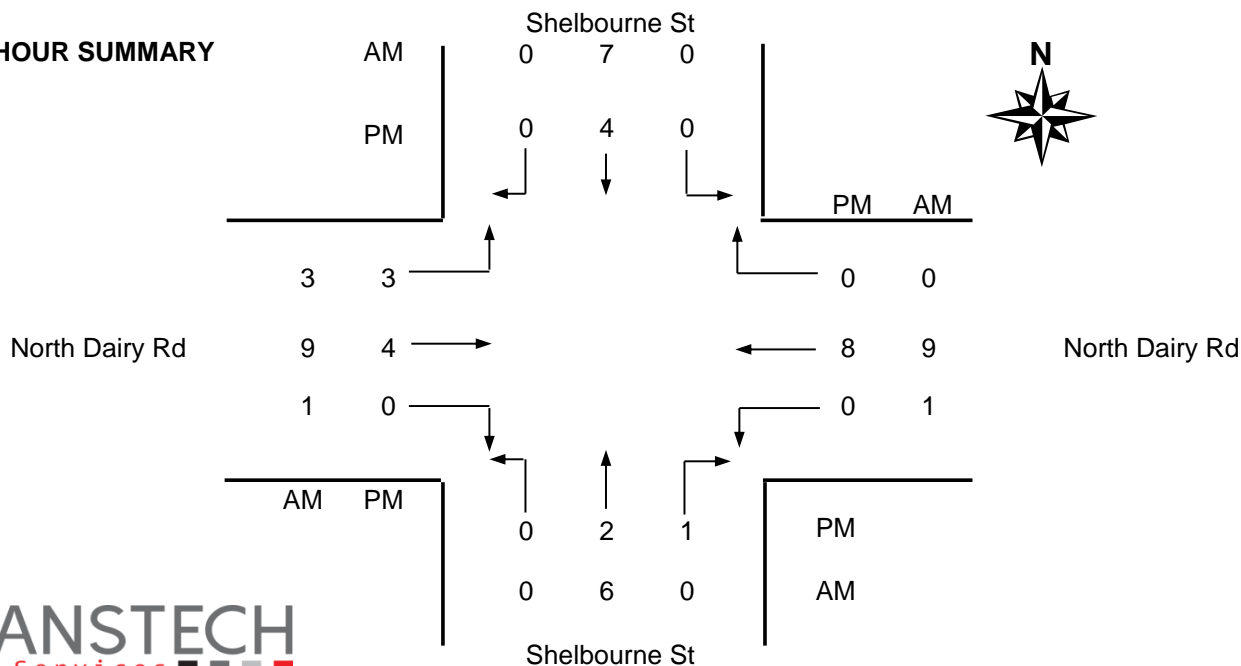 Shelbourne St
HOUR SUMMARY AM 0 7 0 N
PM 0 4 0
PM AM
3 3 0 0
North Dairy Rd 9 4 8 9 North Dairy Rd
1 0 0 1
AM PM
0 2 1 PM
0 6 0 AM
ANSTECH
Services
Shelbourne St